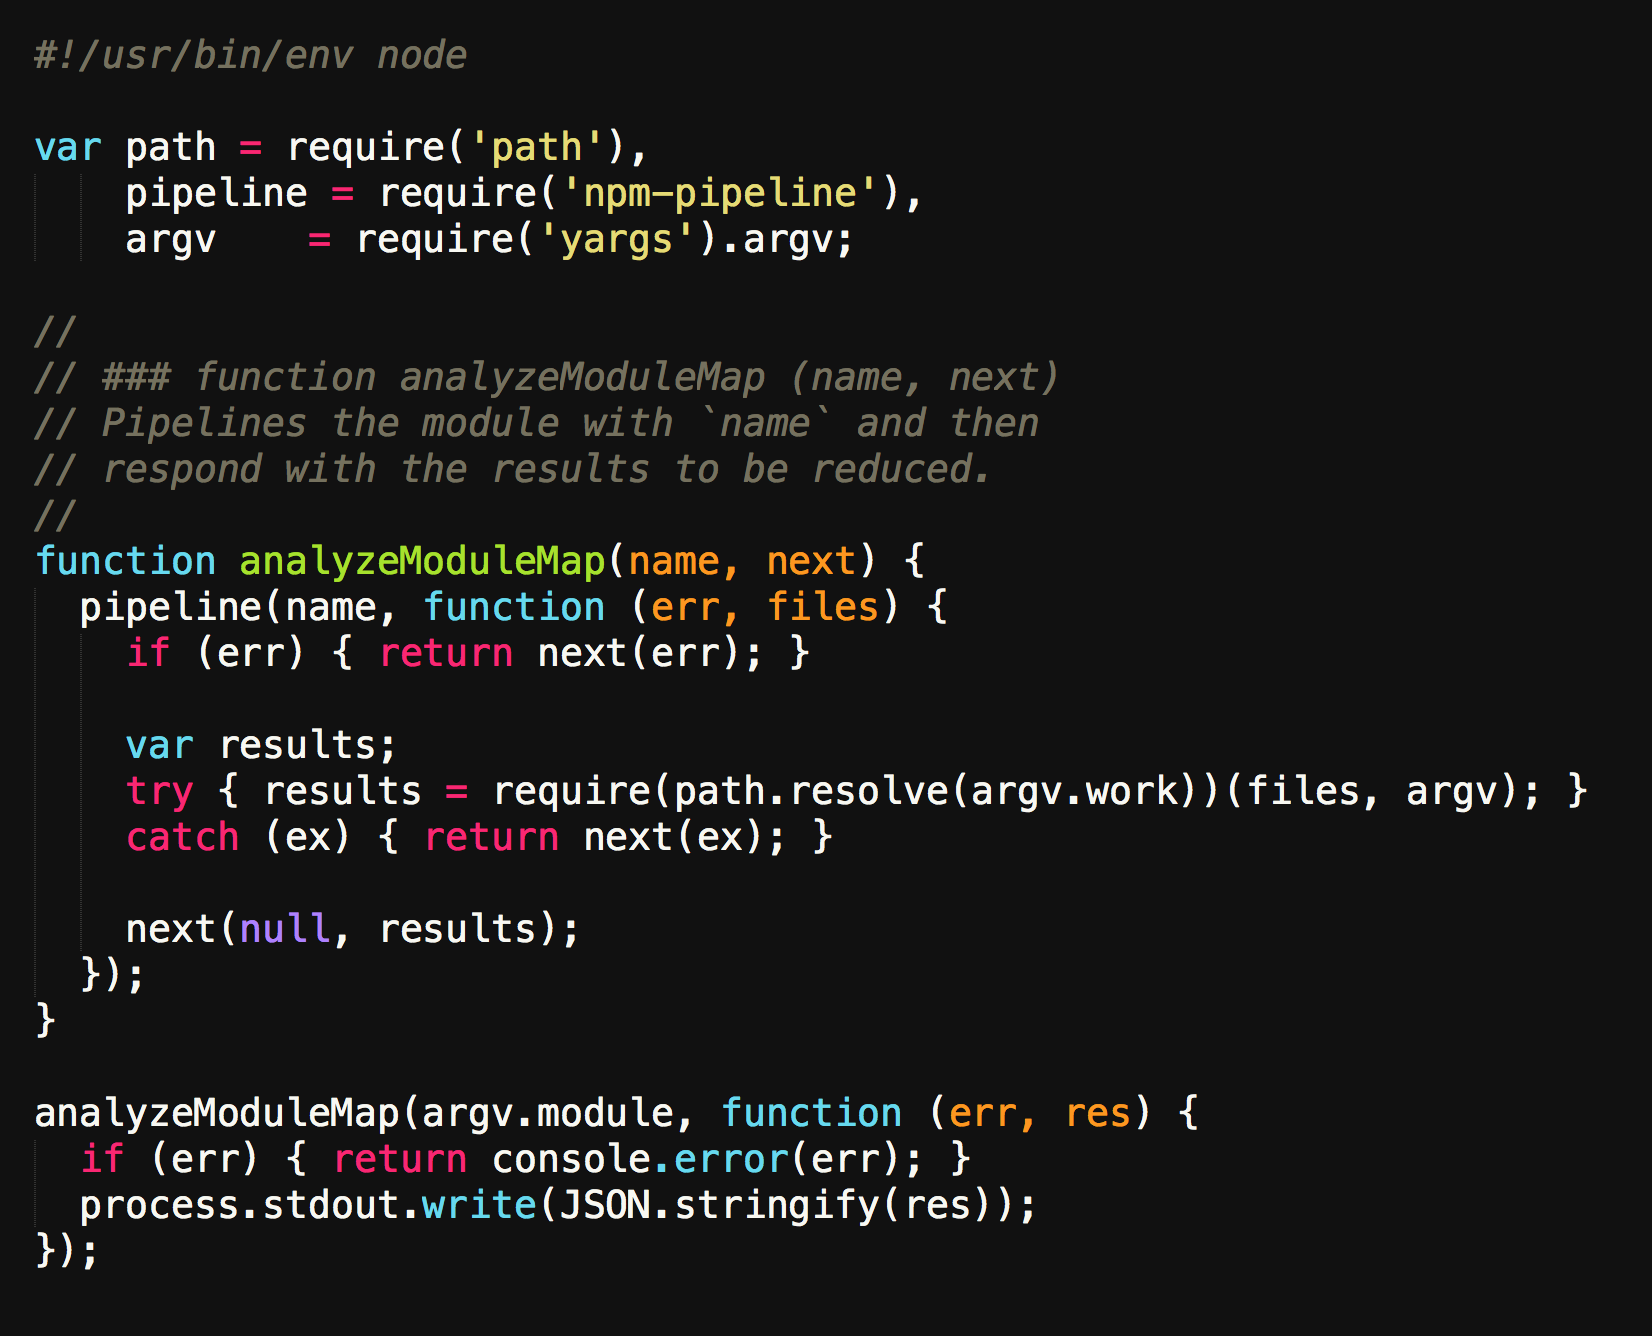 #!/usr/bin/env node

var path = require('path'),
    pipeline = require('npm-pipeline'),
    argv    = require('yargs').argv;

//
// ### function analyzeModuleMap (name, next)
// Pipelines the module with `name` and then
// respond with the results to be reduced.
//
function analyzeModuleMap(name, next) {
  pipeline(name, function (err, files) {
    if (err) { return next(err); }

    var results;
    try { results = require(path.resolve(argv.work))(files, argv); }
    catch (ex) { return next(ex); }

    next(null, results);
  });
}

analyzeModuleMap(argv.module, function (err, res) {
  if (err) { return console.error(err); }
  process.stdout.write(JSON.stringify(res));
});